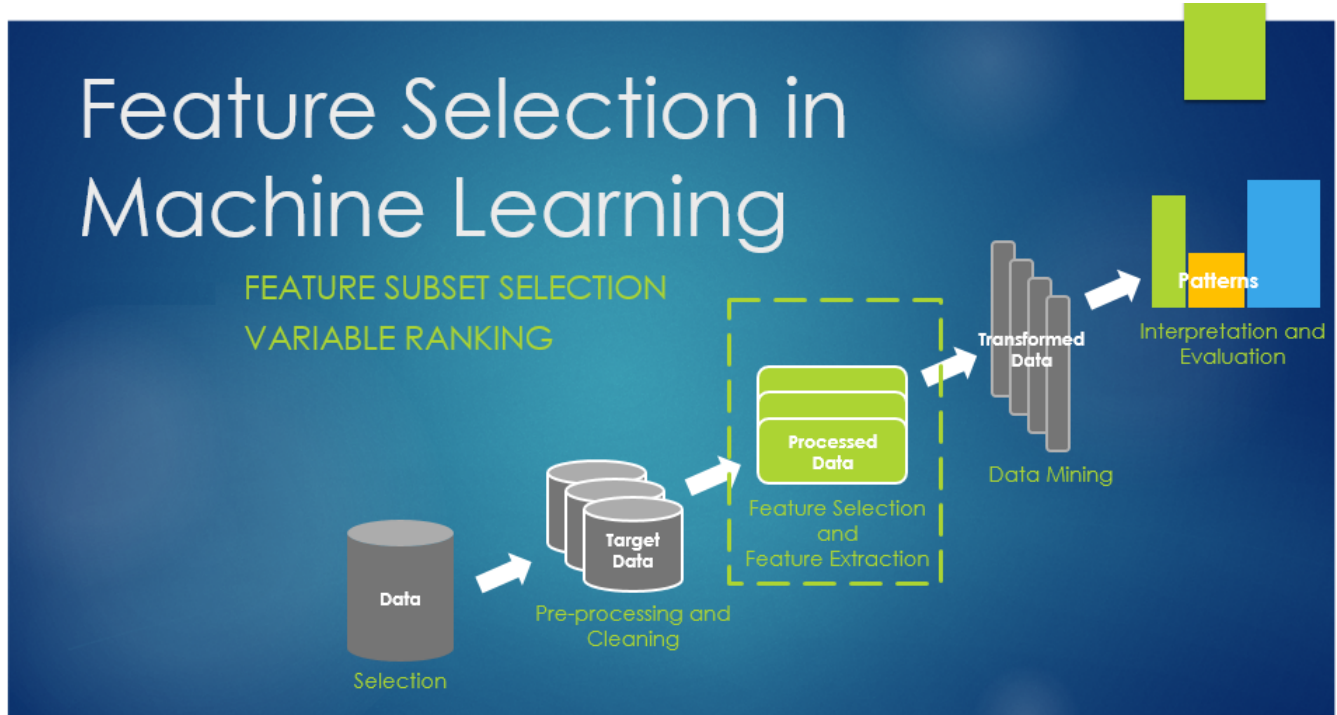 Feature Selection in
Machine Learning
FEATURE SUBSET SELECTION
VARIABLE RANKING
Data
Selection
Target
Data
Pre-processing and
Cleaning
Processed
Data
Feature Selection
and
Feature Extraction
Transformed
Data
Data Mining
Patterns
Interpretation and
Evaluation